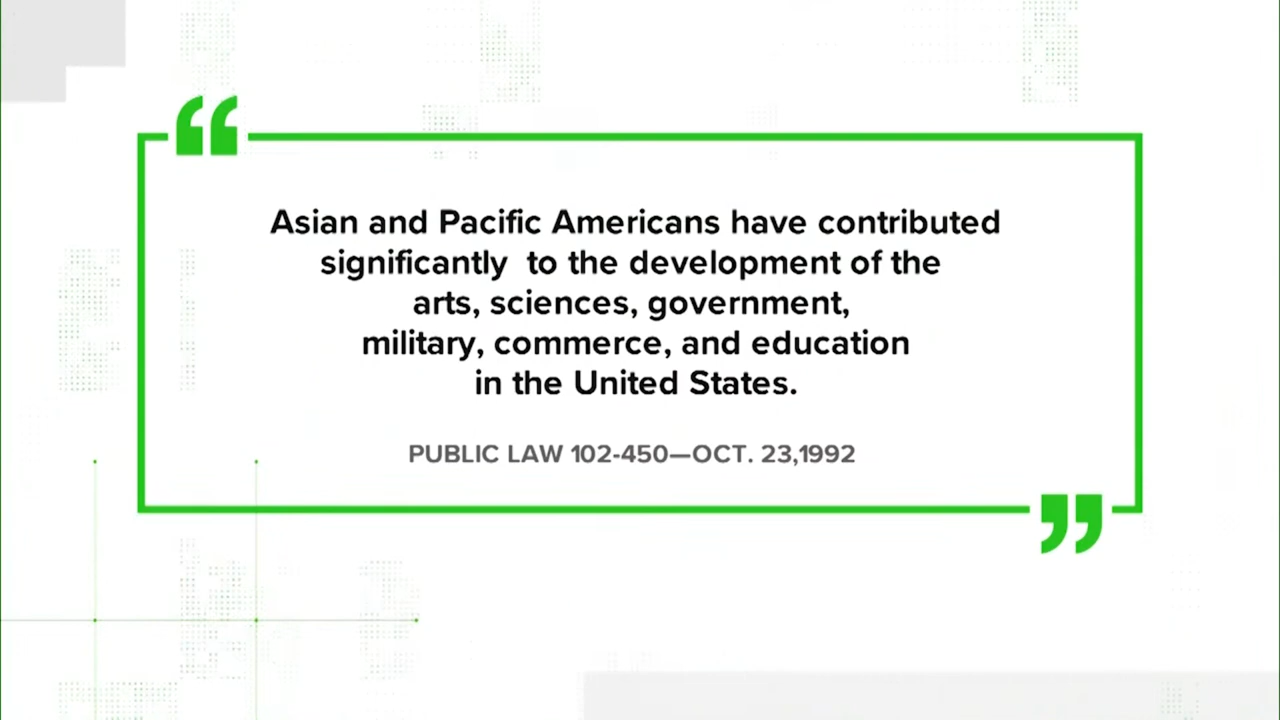 Asian and Pacific Americans have contributed
significantly  to the development of the
arts, sciences, government,
military, commerce, and education
in the United States.
PUBLIC LAW 102-450—OCT. 23,1992